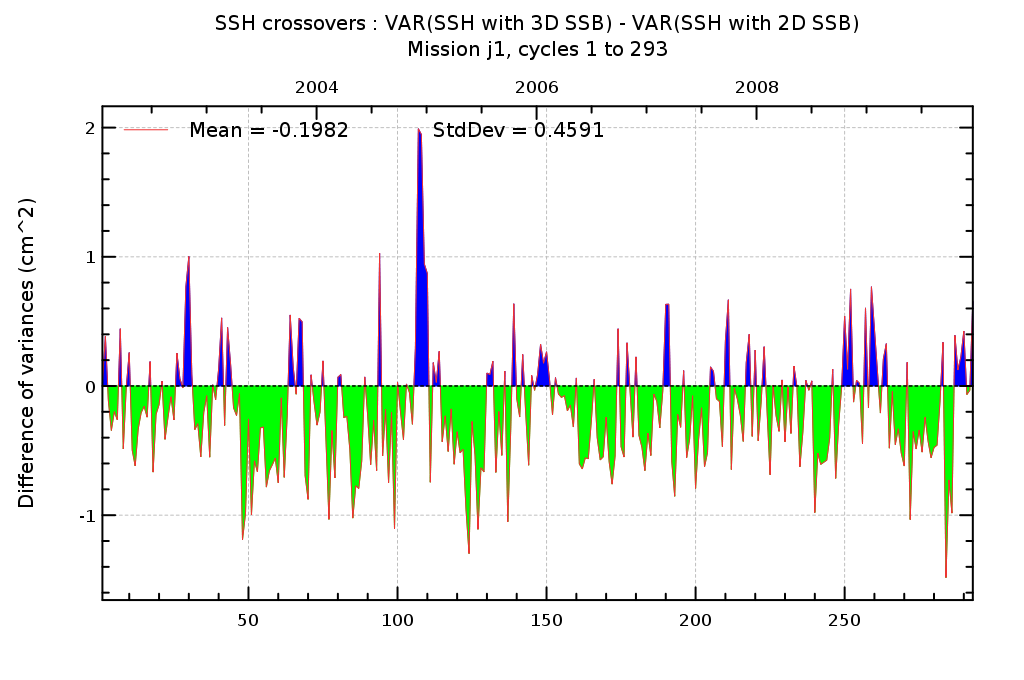 SSH crossovers : VAR(SSH with 3D SSB) - VAR(SSH with 2D SSB)
Mission j1, cycles 1 to 293
2004 2006 2008
Mean = -0.1982 StdDev = 0.4591
Difference of variances (cm^2)
2
1
0
-1
50 100 150 200 250